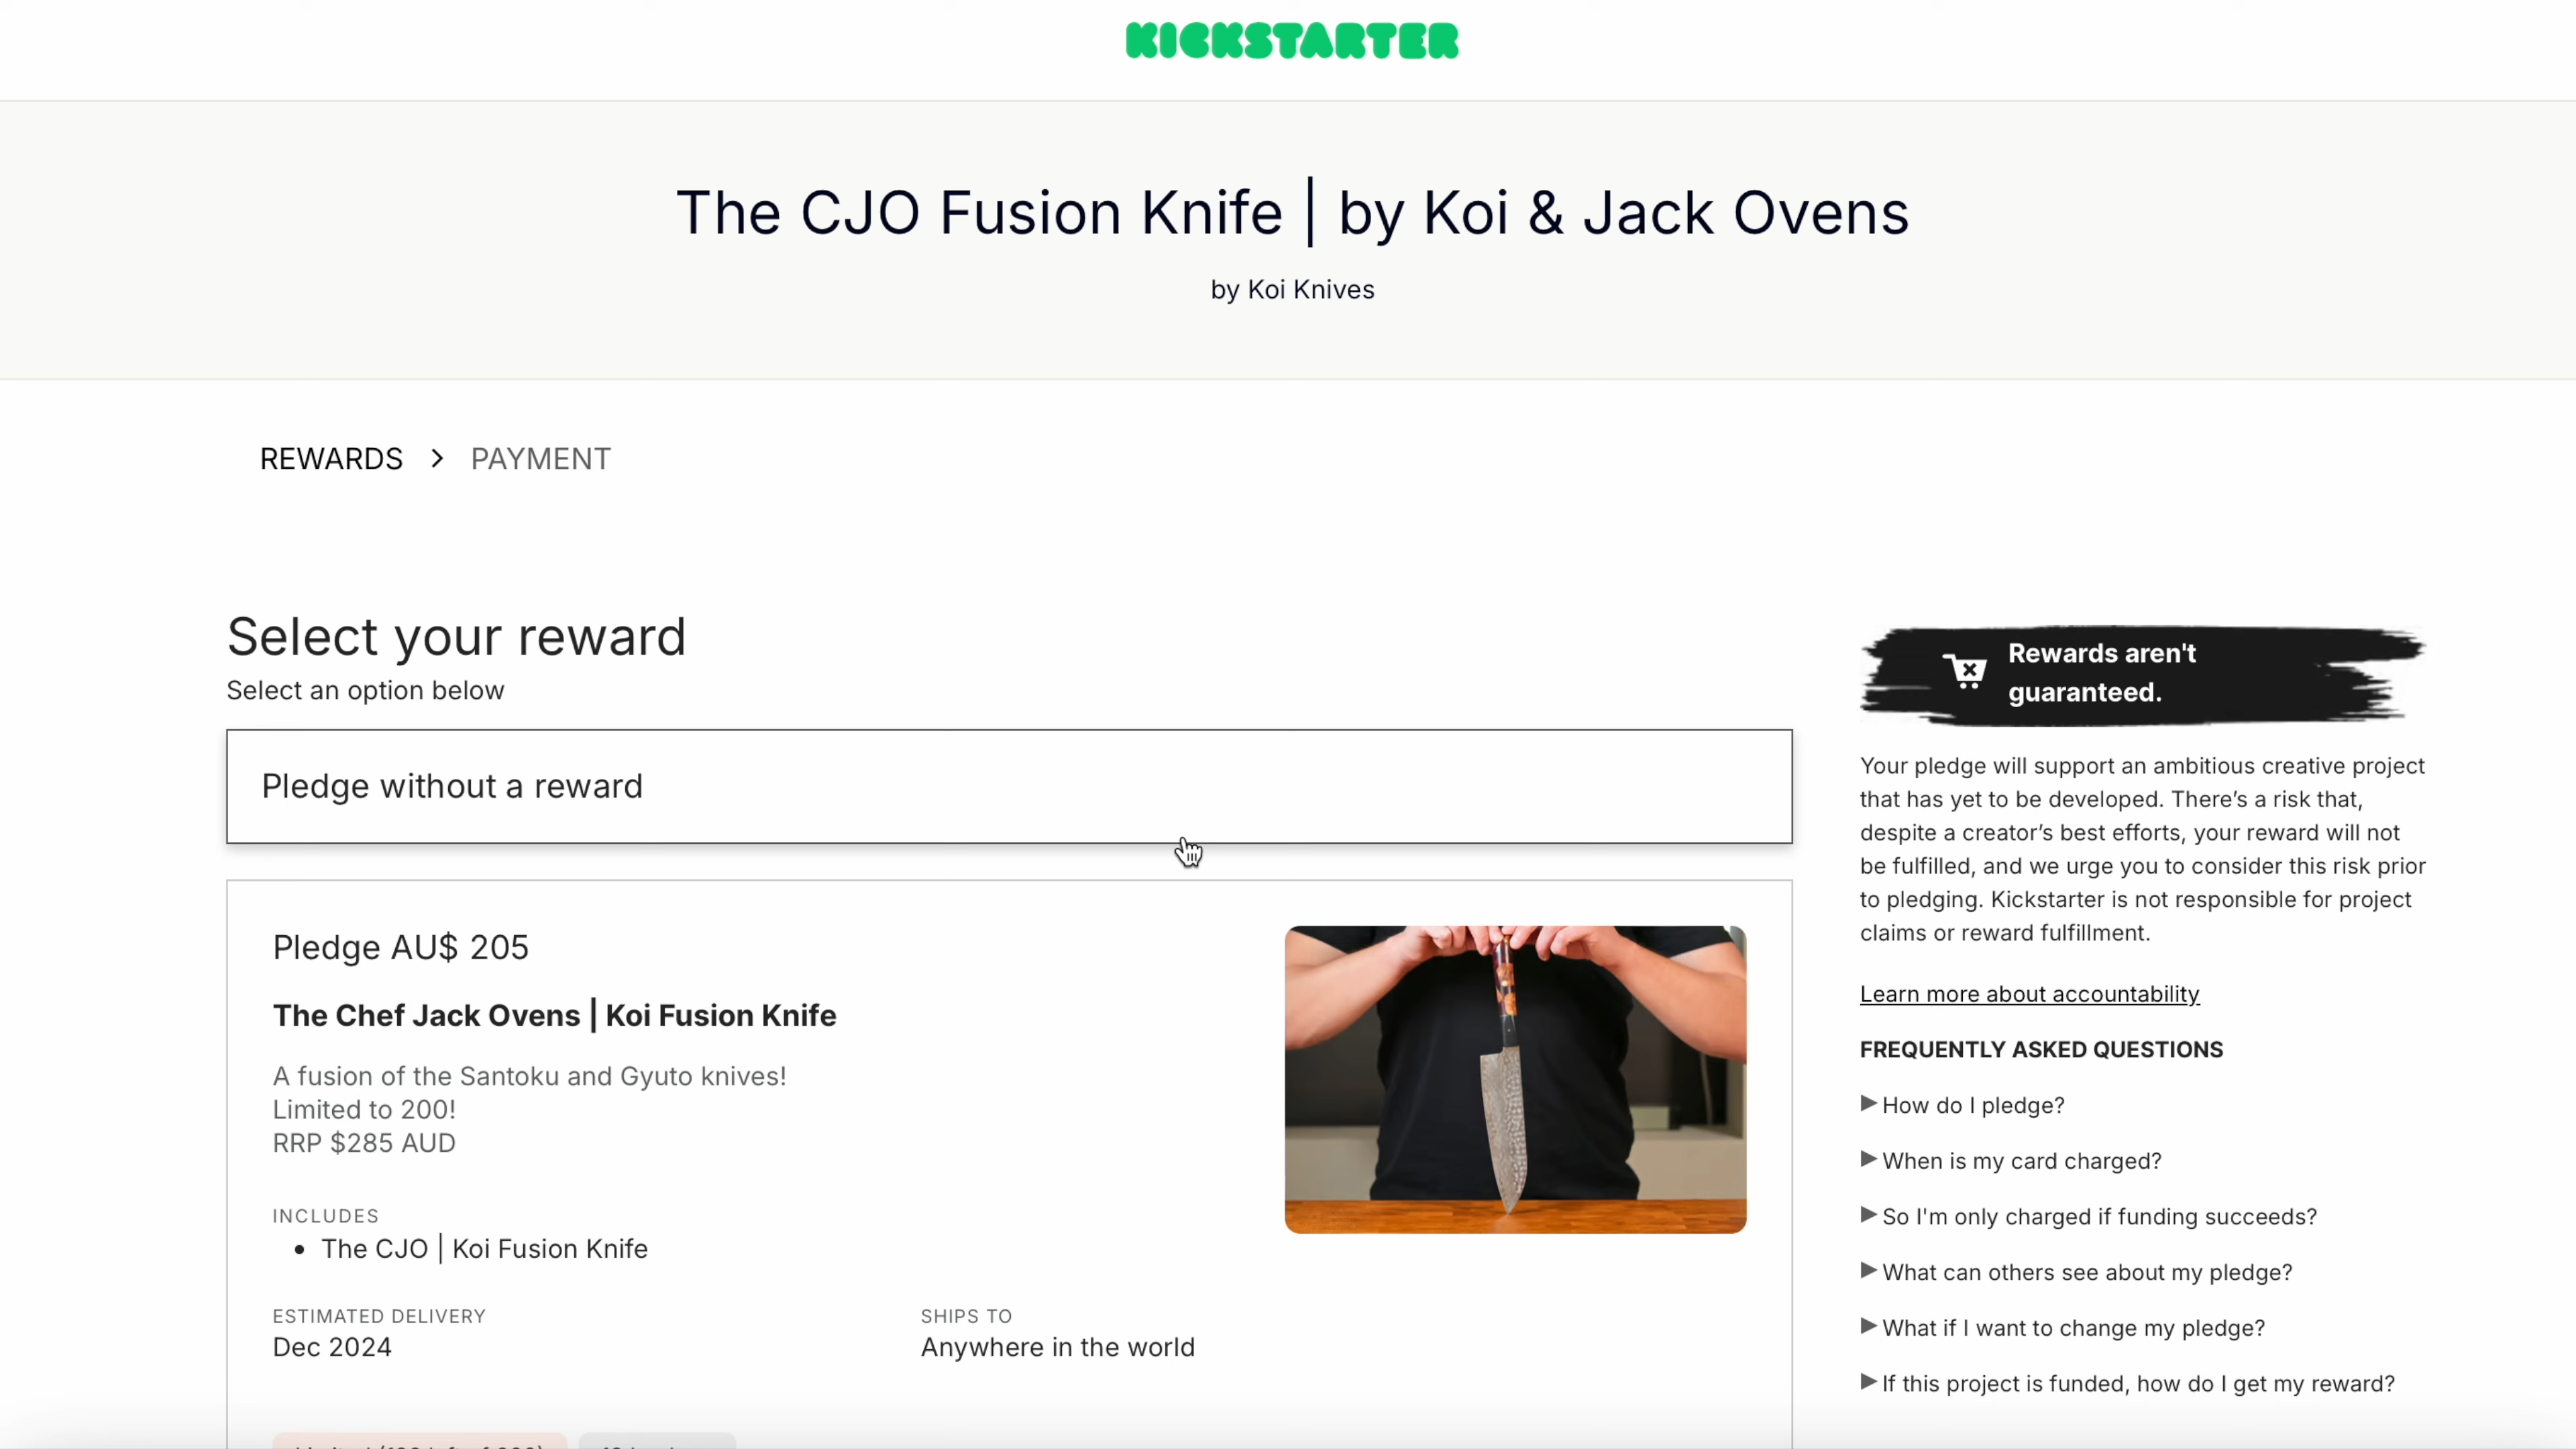 KICKSTARTER
The CJO Fusion Knife | by Koi & Jack Ovens
by Koi Knives
REWARDS > PAYMENT
Select your reward
Select an option below
Pledge without a reward
Pledge AU$ 205
The Chef Jack Ovens | Koi Fusion Knife
A fusion of the Santoku and Gyuto knives!
Limited to 200!
RRP $285 AUD
INCLUDES
• The CJO | Koi Fusion Knife
ESTIMATED DELIVERY
Dec 2024
SHIPS TO
Anywhere in the world
Rewards aren't
guaranteed.
Your pledge will support an ambitious creative project
that has yet to be developed. There’s a risk that,
despite a creator’s best efforts, your reward will not
be fulfilled, and we urge you to consider this risk prior
to pledging. Kickstarter is not responsible for project
claims or reward fulfillment.
Learn more about accountability
FREQUENTLY ASKED QUESTIONS
How do I pledge?
When is my card charged?
So I'm only charged if funding succeeds?
What can others see about my pledge?
What if I want to change my pledge?
If this project is funded, how do I get my reward?